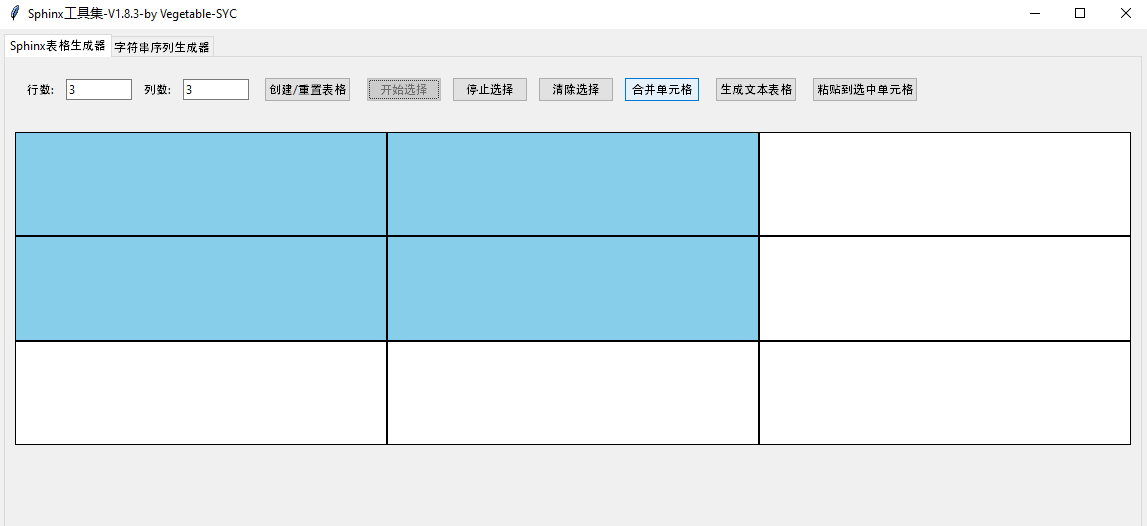 Sphinx工具集-V1.8.3-by Vegetable-SYC
Sphinx表格生成器 字符串序列生成器
行数: 3 列数: 3 创建/重置表格 开始选择 停止选择 清除选择 合并单元格 生成文本表格 粘贴到选中单元格